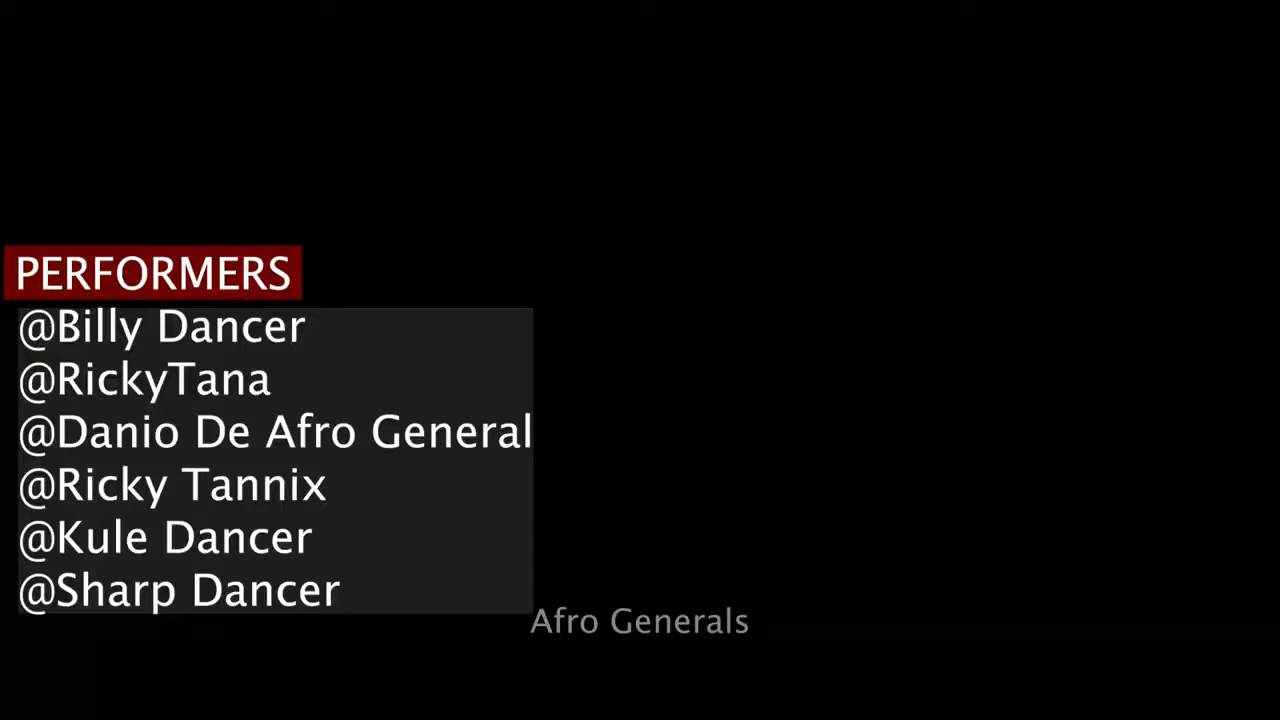 PERFORMERS
@Billy Dancer
@RickyTana
@Danio De Afro General
@Ricky Tannix
@Kule Dancer
@Sharp Dancer
Afro Generals